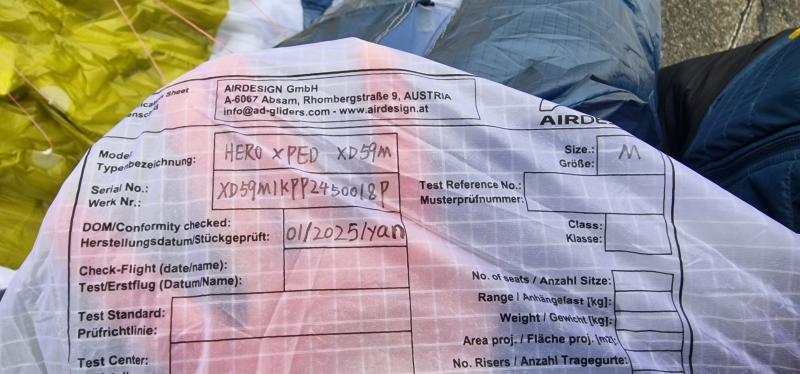 Sheet
AIRDESIGN GmbH
A-6067 Absam, Rhombergstraße 9, AUSTRIA
info@ad-gliders.com - www.airdesign.at
AIRDE
Model
Typenbezeichnung:
HERO XPED XD59M
Size.:
Größe:
M
Serial No.:
Werk Nr.:
XD59M1KPP2450018P
Test Reference No.:
Musterprüfnummer:
DOM/Conformity checked:
Herstellungsdatum/Stückgeprüft:
01/2025/yan
Class:
Klasse:
Check-Flight (date/name):
Test/Erstflug (Datum/Name):
No. of seats / Anzahl Sitze:
Range / Anhängelast [kg]:
Weight / Gewicht [kg]:
Area proj. / Fläche proj. [m2]:
No. Risers / Anzahl Tragegurte:
Test Standard:
Prüfrichtlinie:
Test Center: